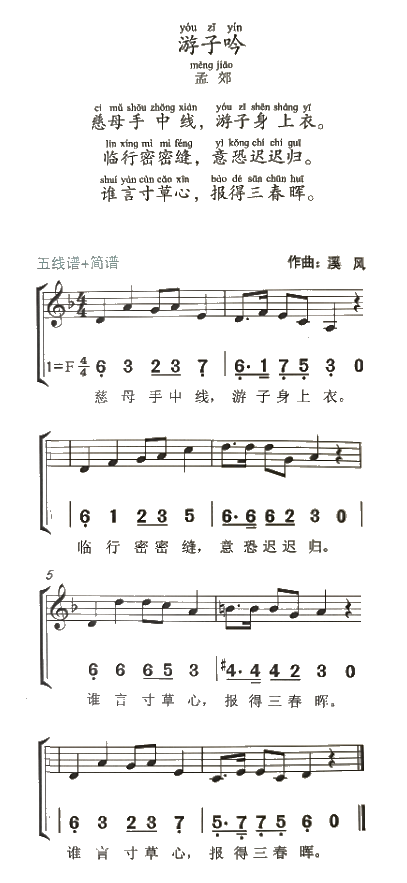 yóu zǐ yín
游子吟
mèng jiāo
孟郊
cí mǔ shǒu zhōng xiàn yóu zǐ shēn shàng yī
慈母手中线，游子身上衣。
lín xíng mì mì féng yì kǒng chí chí guī
临行密密缝，意恐迟迟归。
shuí yán cùn cǎo xīn bào dé sān chūn huī
谁言寸草心，报得三春晖。
五线谱+简谱 作曲：溪 风
1=F 4/4 6 3 2 3 7 | 6· 1 7 5 3 0
慈母手中线，游子身上衣。
| 6 1 2 3 5 | 6· 6 6 2 3 0 |
临行密密缝，意恐迟迟归。
5
6 6 6 5 3 | #4· 4 4 2 3 0
谁言寸草心，报得三春晖。
| 6 3 2 3 7 | 5· 7 7 5 6 0 ||
谁言寸草心，报得三春晖。